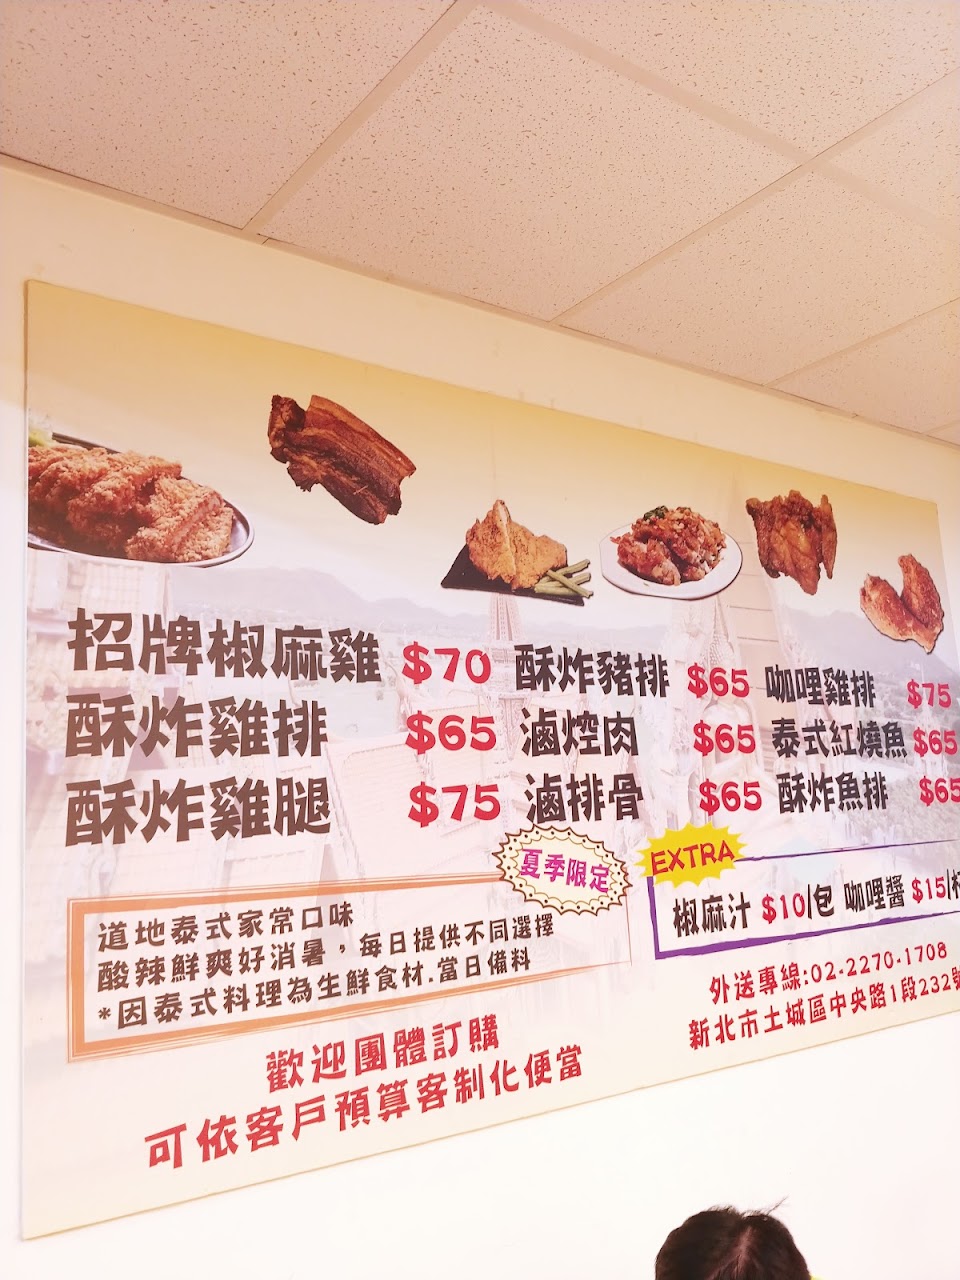 招牌椒麻雞 $70
酥炸雞排 $65
酥炸雞腿 $75
酥炸豬排 $65
滷焢肉 $65
滷排骨 $65
咖哩雞排 $75
泰式紅燒魚 $65
酥炸魚排 $65
夏季限定
道地泰式家常口味
酸辣鮮爽好消暑，每日提供不同選擇
*因泰式料理為生鮮食材.當日備料
EXTRA
椒麻汁 $10/包 咖哩醬 $15/
歡迎團體訂購
可依客戶預算客制化便當
外送專線:02-2270-1708
新北市土城區中央路1段232號